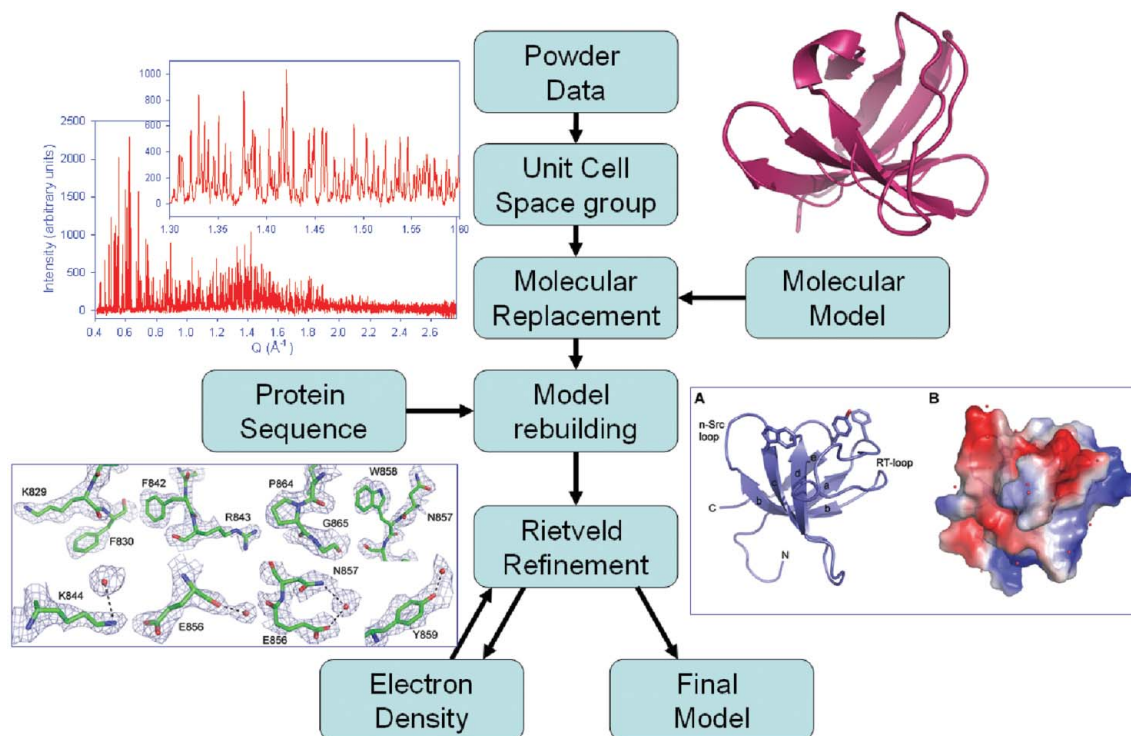 Powder
Data
Unit Cell
Space group
Molecular
Replacement
Molecular
Model
Protein
Sequence
Model
rebuilding
Rietveld
Refinement
Electron
Density
Final
Model
Intensity (arbitrary units)
2500
2000
1500
1000
500
0
0.4 0.6 0.8 1.0 1.2 1.4 1.6 1.8 2.0 2.2 2.4 2.6
Q (Å⁻¹)
1000
800
600
400
200
0
1.30 1.35 1.40 1.45 1.50 1.55 1.60
K829
F830
F842
R843
P864
G865
W858
N857
K844
E856
N857
E856
Y859
A
n-Src
loop
RT-loop
e
d
c
a
b
b
C
N
B